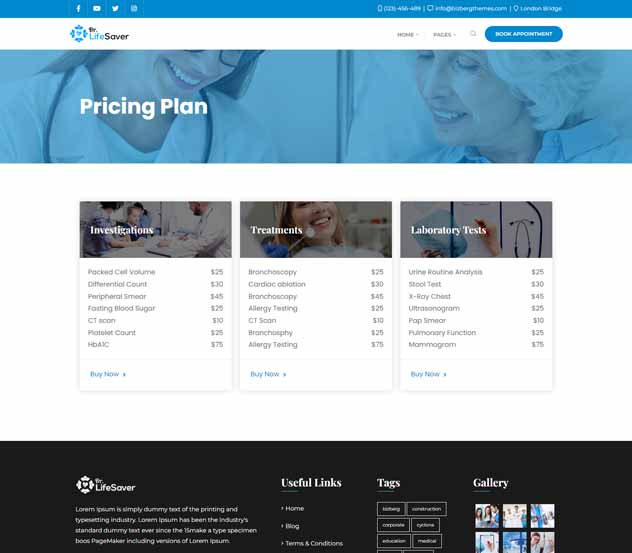 (023)-456-489 | info@bizbergthemes.com | London Bridge
Dr.
LifeSaver
HOME
PAGES
BOOK APPOINTMENT
Pricing Plan
Investigations
Packed Cell Volume $25
Differential Count $30
Peripheral Smear $45
Fasting Blood Sugar $25
CT scan $10
Platelet Count $25
HbA1C $75
Buy Now
Treatments
Bronchoscopy $25
Cardiac ablation $30
Bronchoscopy $45
Allergy Testing $25
CT Scan $10
Branchosphy $25
Allergy Testing $75
Buy Now
Laboratory Tests
Urine Routine Analysis $25
Stool Test $30
X-Ray Chest $45
Ultrasonogram $25
Pap Smear $10
Pulmonary Function $25
Mammogram $75
Buy Now
Dr.
LifeSaver
Lorem Ipsum is simply dummy text of the printing and
typesetting industry. Lorem Ipsum has been the industry's
standard dummy text ever since the 15make a type specimen
boos PageMaker including versions of Lorem Ipsum.
Useful Links
Home
Blog
Terms & Conditions
Tags
bizberg construction
corporate cyclone
education medical
Gallery